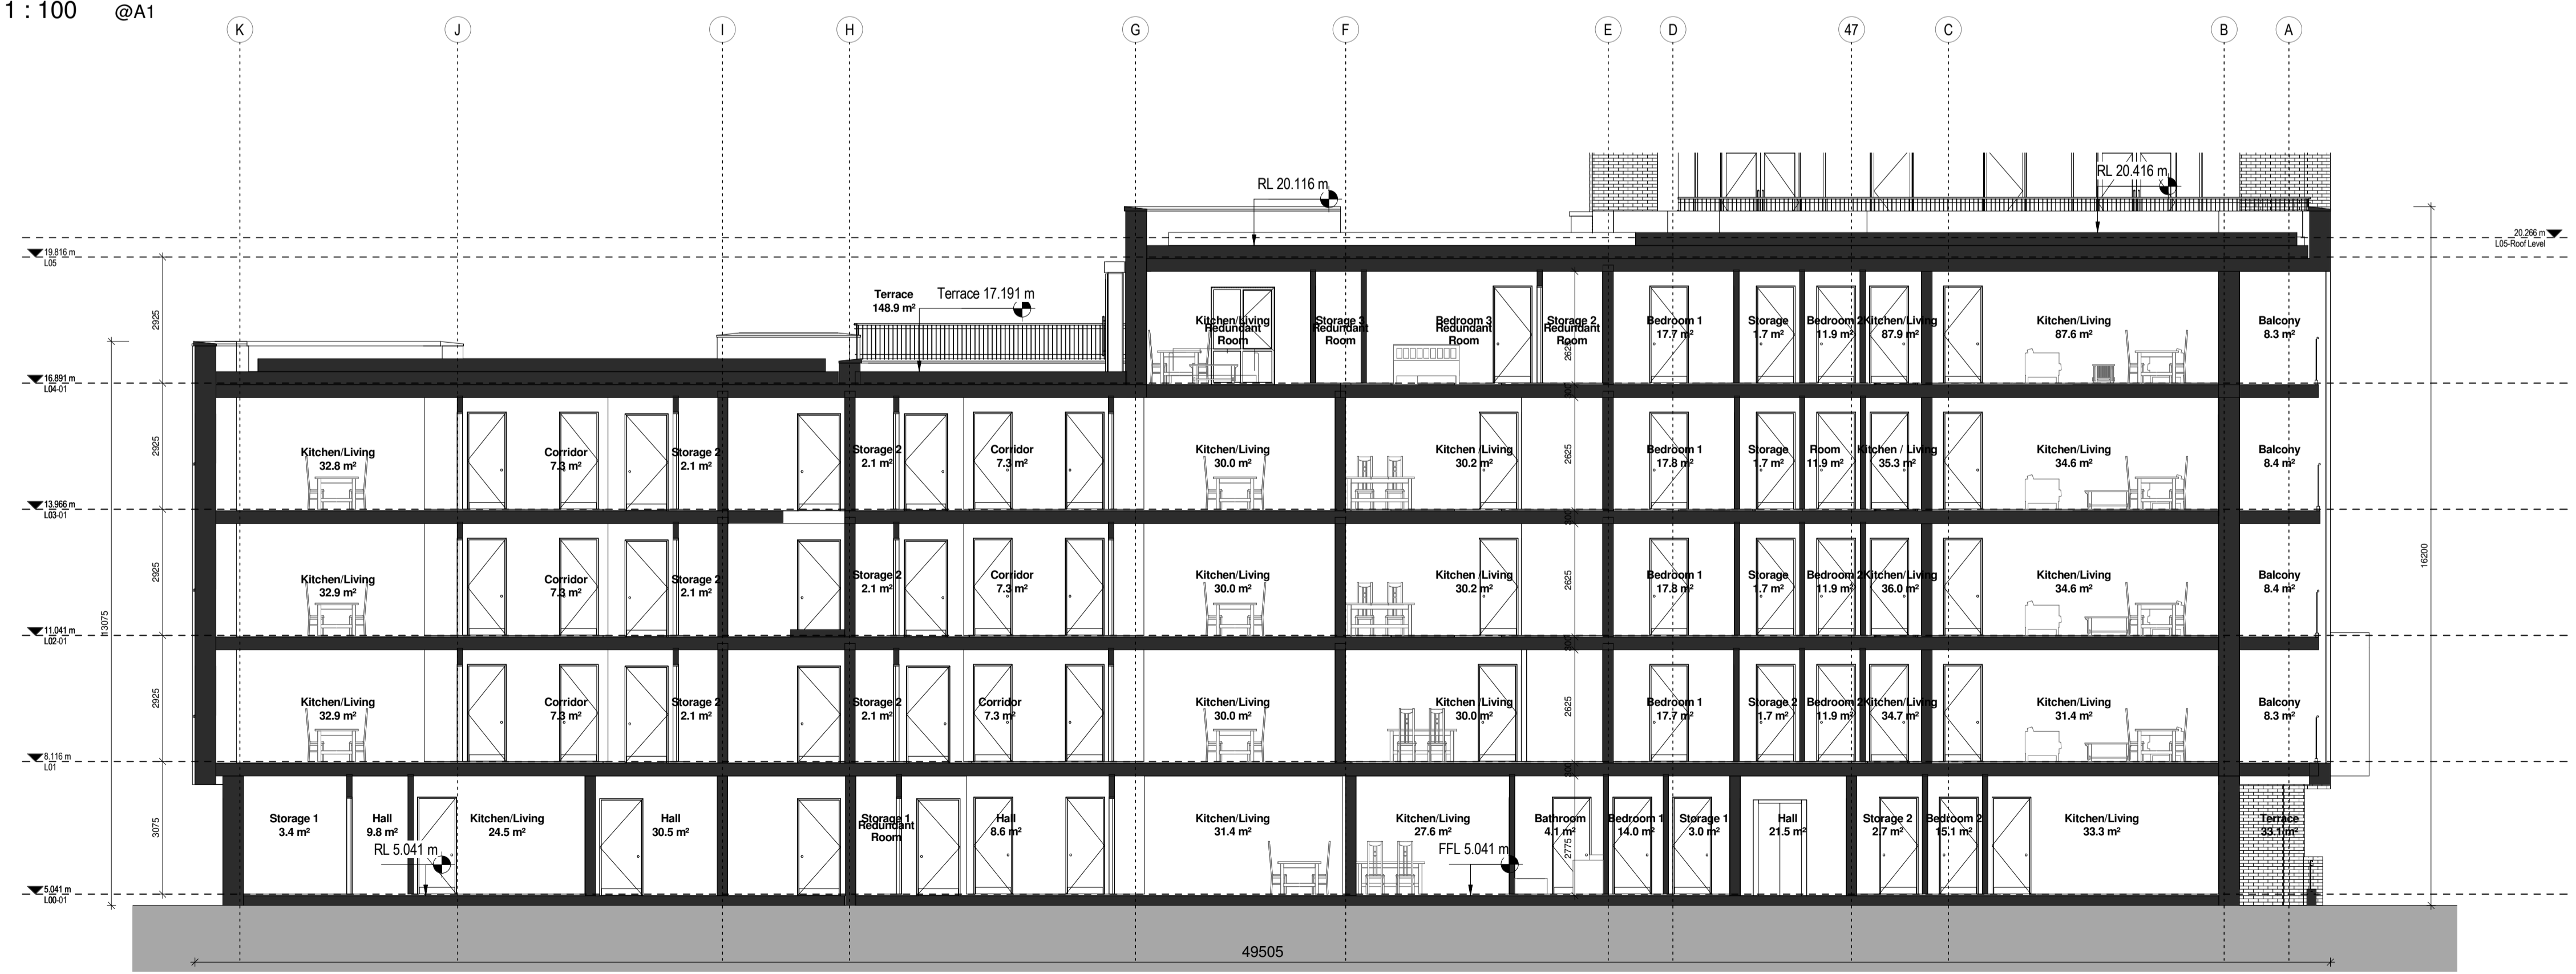 1 : 100 @A1
K J I H G F E D 47 C B A
RL 20.116 m
RL 20.416 m
19.816 m
L05
20.266 m
L05-Roof Level
Terrace
148.9 m²
Terrace 17.191 m
2925
Kitchen/Living
Redundant
Room
Storage 3
Redundant
Room
Bedroom 3
Redundant
Room
Storage 2
Redundant
Room
2625
Bedroom 1
17.7 m²
Storage
1.7 m²
Bedroom 2
11.9 m²
Kitchen/Living
87.9 m²
Kitchen/Living
87.6 m²
Balcony
8.3 m²
16.891 m
L04-01
300
2925
Kitchen/Living
32.8 m²
Corridor
7.3 m²
Storage 2
2.1 m²
Storage 2
2.1 m²
Corridor
7.3 m²
Kitchen/Living
30.0 m²
Kitchen /Living
30.2 m²
2625
Bedroom 1
17.8 m²
Storage
1.7 m²
Room
11.9 m²
Kitchen / Living
35.3 m²
Kitchen/Living
34.6 m²
Balcony
8.4 m²
13.966 m
L03-01
300
2925
Kitchen/Living
32.9 m²
Corridor
7.3 m²
Storage 2
2.1 m²
Storage 2
2.1 m²
Corridor
7.3 m²
Kitchen/Living
30.0 m²
Kitchen /Living
30.2 m²
2625
Bedroom 1
17.8 m²
Storage
1.7 m²
Bedroom 2
11.9 m²
Kitchen/Living
36.0 m²
Kitchen/Living
34.6 m²
Balcony
8.4 m²
13075
16200
11.041 m
L02-01
300
2925
Kitchen/Living
32.9 m²
Corridor
7.3 m²
Storage 2
2.1 m²
Storage 2
2.1 m²
Corridor
7.3 m²
Kitchen/Living
30.0 m²
Kitchen /Living
30.0 m²
2625
Bedroom 1
17.7 m²
Storage 2
1.7 m²
Bedroom 2
11.9 m²
Kitchen/Living
34.7 m²
Kitchen/Living
31.4 m²
Balcony
8.3 m²
8.116 m
L01
300
3075
Storage 1
3.4 m²
Hall
9.8 m²
Kitchen/Living
24.5 m²
Hall
30.5 m²
Storage 1
Redundant
Room
Hall
8.6 m²
Kitchen/Living
31.4 m²
Kitchen/Living
27.6 m²
Bathroom
4.1 m²
2775
Bedroom 1
14.0 m²
Storage 1
3.0 m²
Hall
21.5 m²
Storage 2
2.7 m²
Bedroom 2
15.1 m²
Kitchen/Living
33.3 m²
Terrace
33.1 m²
RL 5.041 m
FFL 5.041 m
5.041 m
L00-01
49505